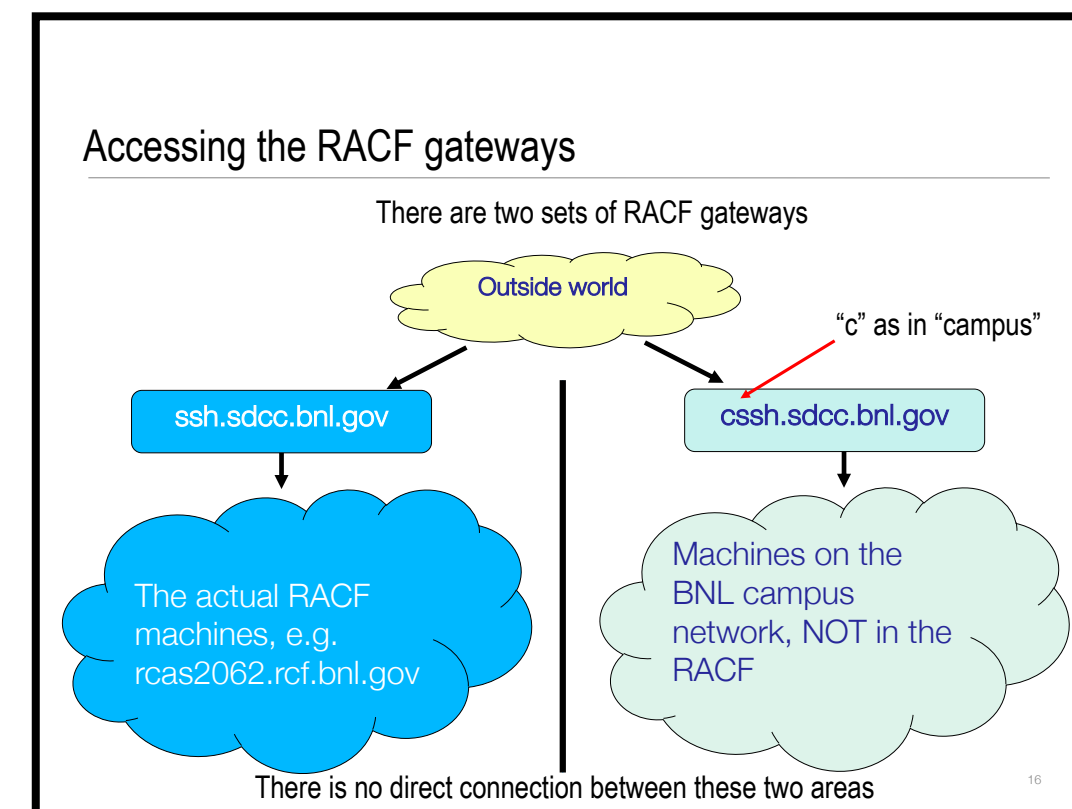 Accessing the RACF gateways
There are two sets of RACF gateways
Outside world
“c” as in “campus”
ssh.sdcc.bnl.gov
cssh.sdcc.bnl.gov
The actual RACF
machines, e.g.
rcas2062.rcf.bnl.gov
Machines on the
BNL campus
network, NOT in the
RACF
There is no direct connection between these two areas
16